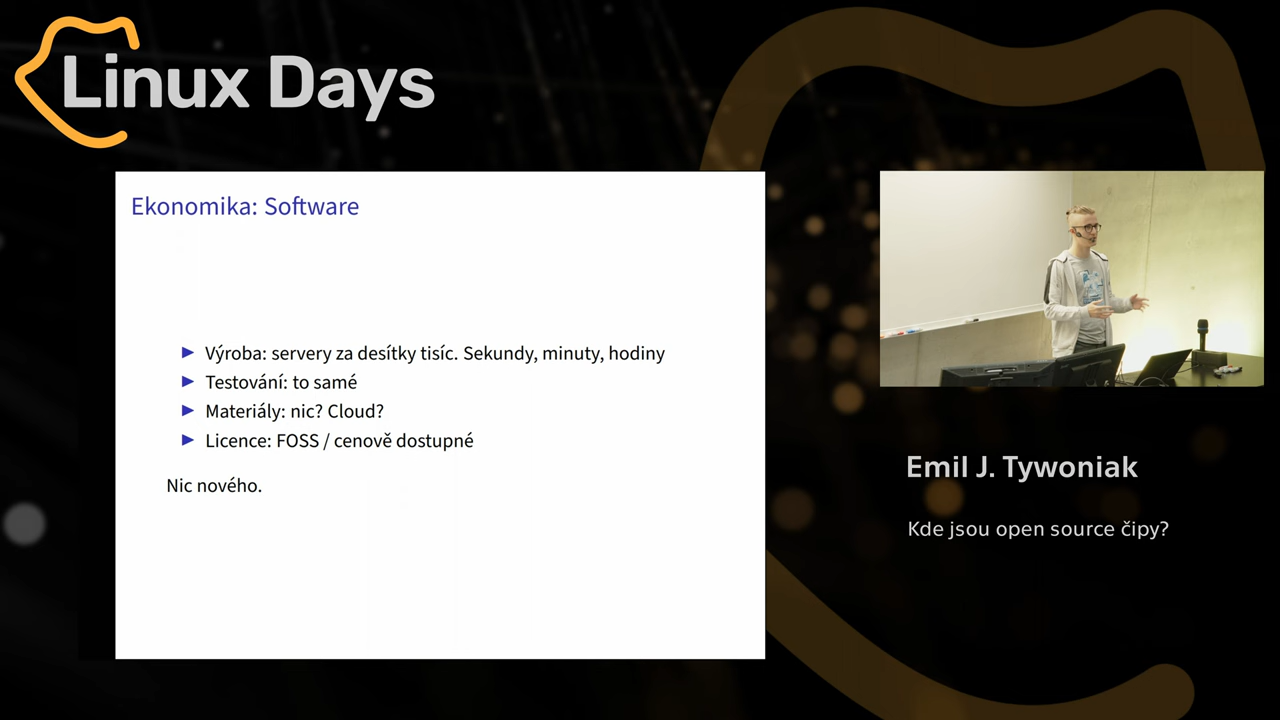 Linux Days
Ekonomika: Software
Výroba: servery za desítky tisíc. Sekundy, minuty, hodiny
Testování: to samé
Materiály: nic? Cloud?
Licence: FOSS / cenově dostupné
Nic nového.
Emil J. Tywoniak
Kde jsou open source čipy?